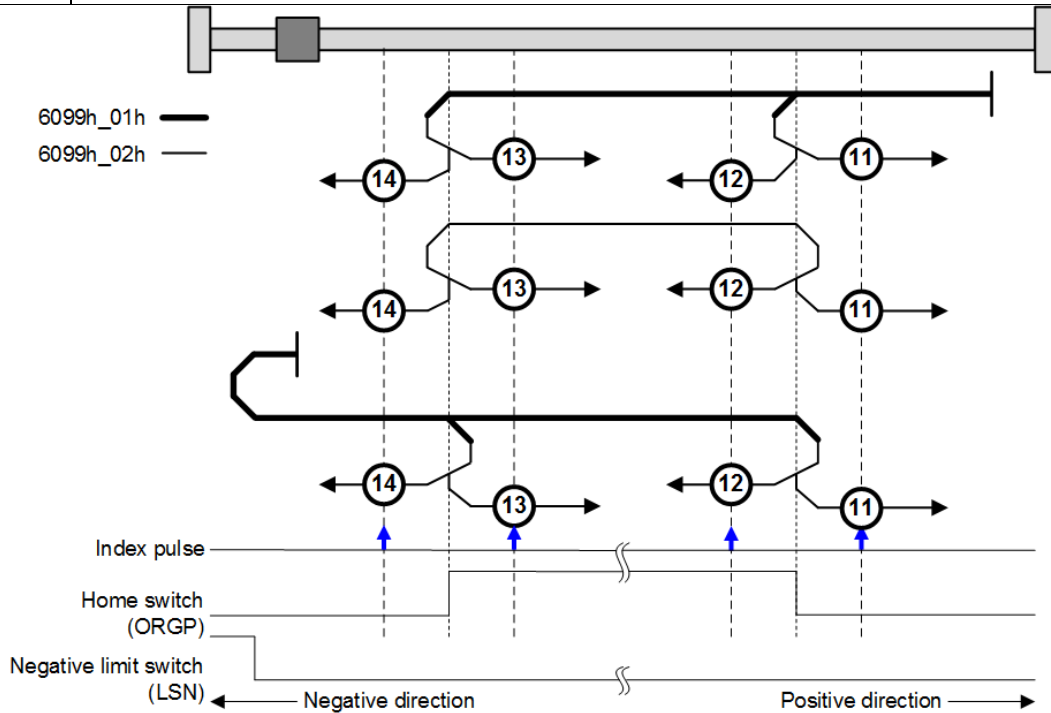 6099h_01h
6099h_02h
14
13
12
11
14
13
12
11
14
13
12
11
Index pulse
Home switch
(ORGP)
Negative limit switch
(LSN)
Negative direction
Positive direction